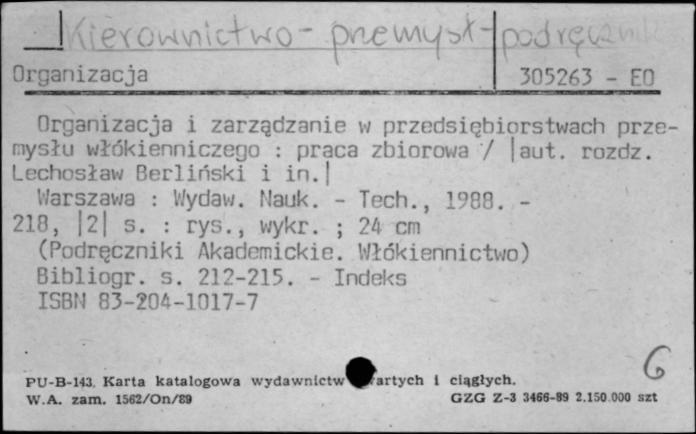 Kierownictwo - przemysł - podręcznik
Organizacja 305263 - EO
Organizacja i zarządzanie w przedsiębiorstwach prze-
mysłu włókienniczego : praca zbiorowa / |aut. rozdz.
Lechosław Berliński i in.|
Warszawa : Wydaw. Nauk. - Tech., 1988. -
218, |2| s. : rys., wykr. ; 24 cm
(Podręczniki Akademickie. Włókiennictwo)
Bibliogr. s. 212-215. - Indeks
ISBN 83-204-1017-7
6
PU-B-143. Karta katalogowa wydawnictw artych i ciągłych.
W.A. zam. 1562/On/89 GZG Z-3 3466-89 2.150.000 szt